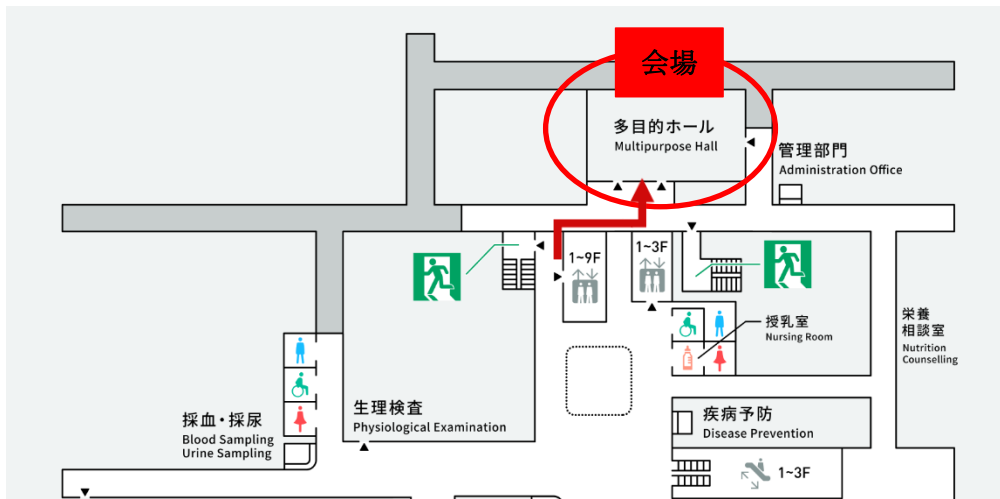 会場
多目的ホール
Multipurpose Hall
管理部門
Administration Office
1~9F
1~3F
授乳室
Nursing Room
栄養
相談室
Nutrition
Counselling
採血・採尿
Blood Sampling
Urine Sampling
生理検査
Physiological Examination
疾病予防
Disease Prevention
1~3F